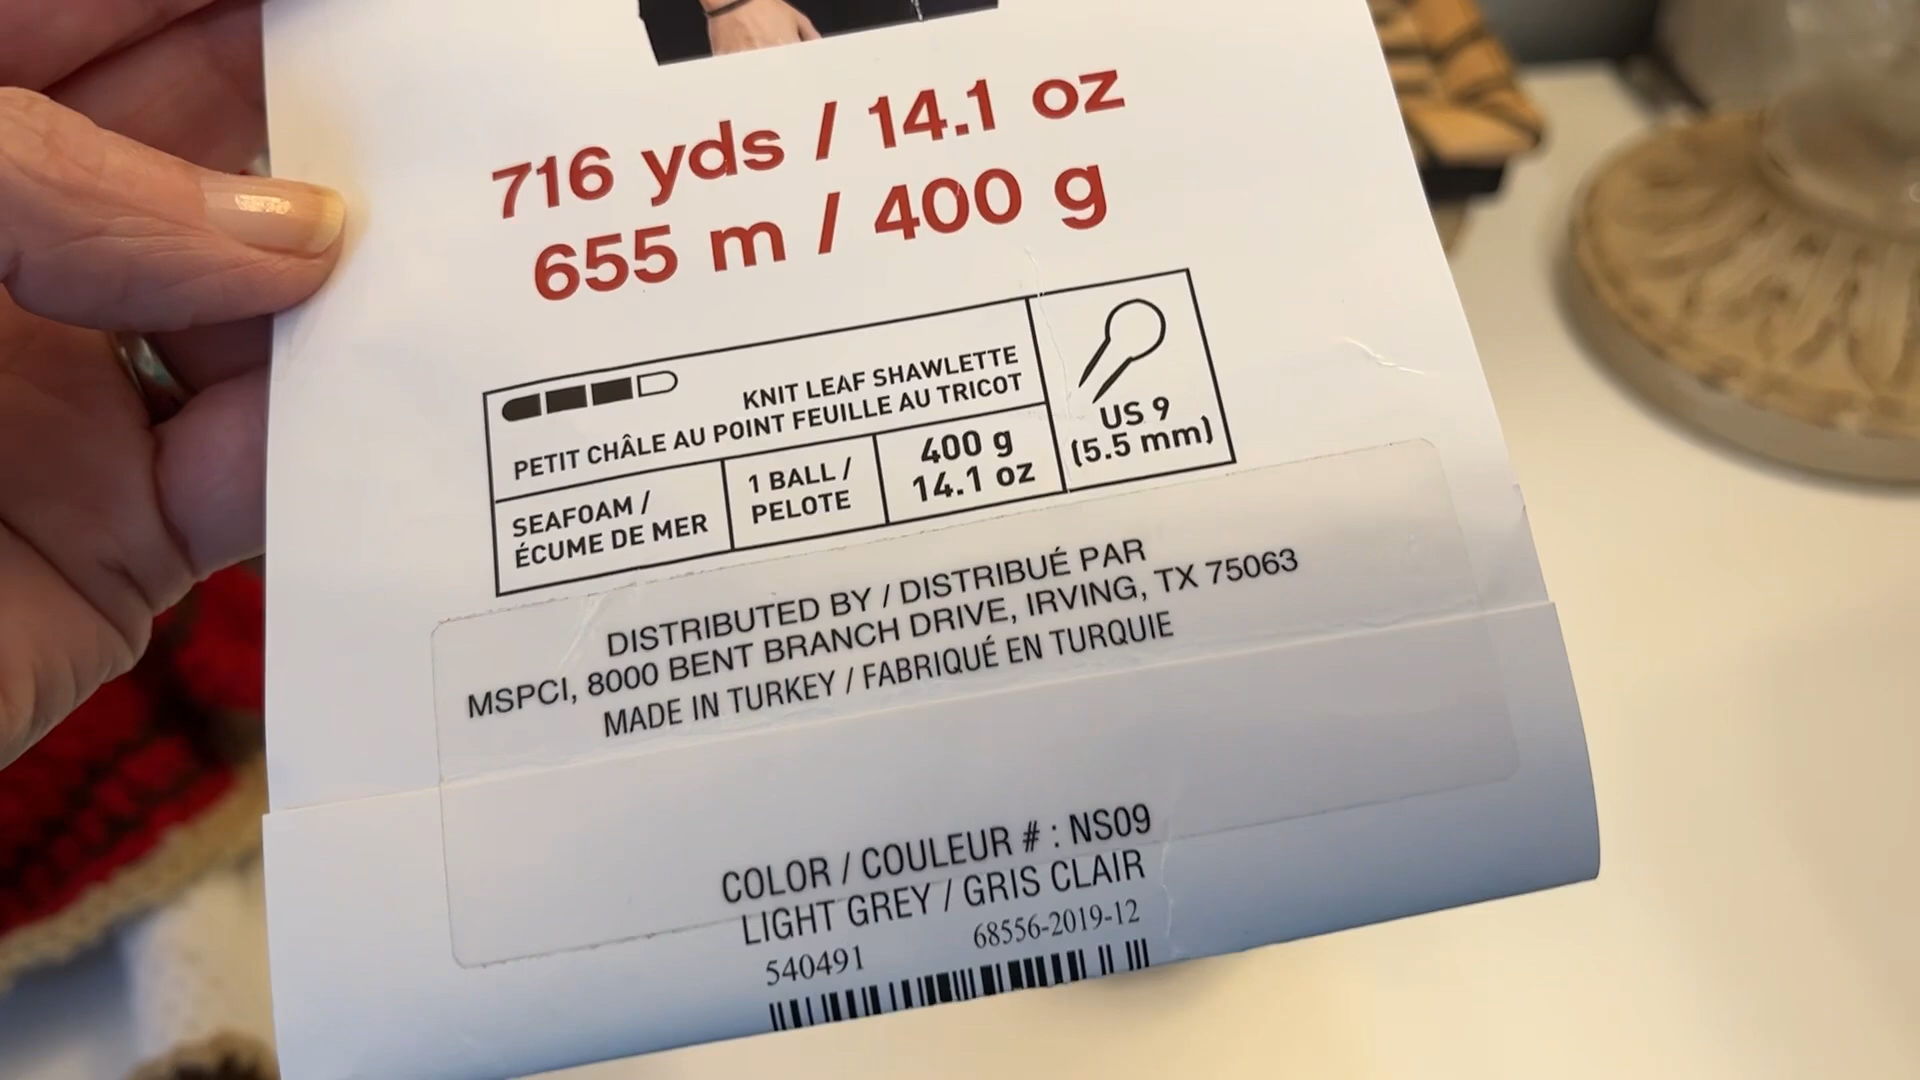 716 yds / 14.1 oz
655 m / 400 g
KNIT LEAF SHAWLETTE
PETIT CHÂLE AU POINT FEUILLE AU TRICOT
SEAFOAM /
ÉCUME DE MER
1 BALL /
PELOTE
400 g
14.1 oz
US 9
(5.5 mm)
DISTRIBUTED BY / DISTRIBUÉ PAR
MSPCI, 8000 BENT BRANCH DRIVE, IRVING, TX 75063
MADE IN TURKEY / FABRIQUÉ EN TURQUIE
COLOR / COULEUR # : NS09
LIGHT GREY / GRIS CLAIR
540491 68556-2019-12